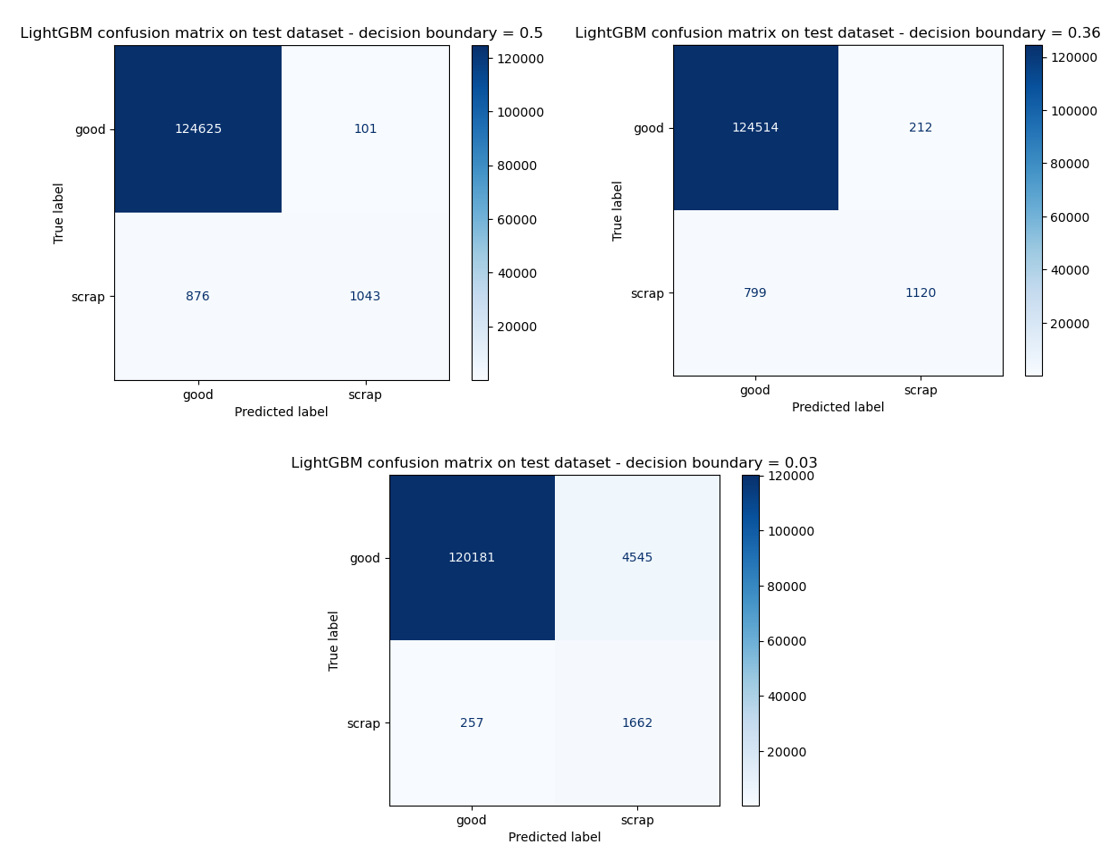 LightGBM confusion matrix on test dataset - decision boundary = 0.5
good
scrap
True label
124625
101
876
1043
good
scrap
Predicted label
120000
100000
80000
60000
40000
20000
LightGBM confusion matrix on test dataset - decision boundary = 0.36
good
scrap
True label
124514
212
799
1120
good
scrap
Predicted label
120000
100000
80000
60000
40000
20000
LightGBM confusion matrix on test dataset - decision boundary = 0.03
good
scrap
True label
120181
4545
257
1662
good
scrap
Predicted label
120000
100000
80000
60000
40000
20000